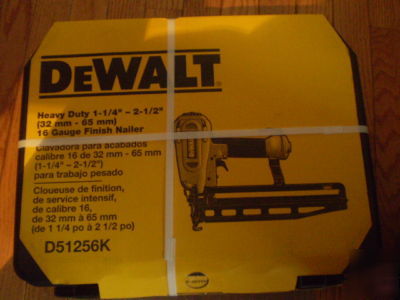 DEWALT
Heavy Duty 1-1/4" - 2-1/2"
(32 mm - 65 mm)
16 Gauge Finish Nailer
Clavadora para acabados
calibre 16 de 32 mm - 65 mm
(1-1/4" - 2-1/2")
para trabajo pesado
Cloueuse de finition,
de service intensif,
de calibre 16,
de 32 mm à 65 mm
(de 1 1/4 po à 2 1/2 po)
D51256K